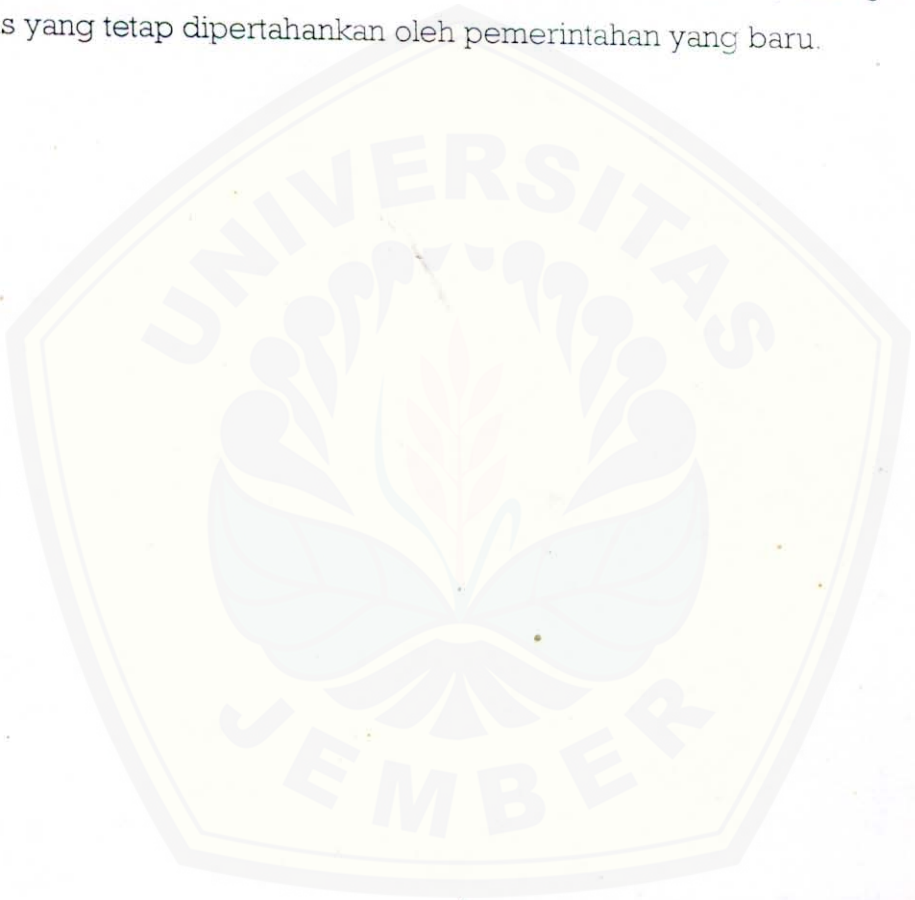 s yang tetap dipertahankan oleh pemerintahan yang baru.
UNIVERSITAS
JEMBER